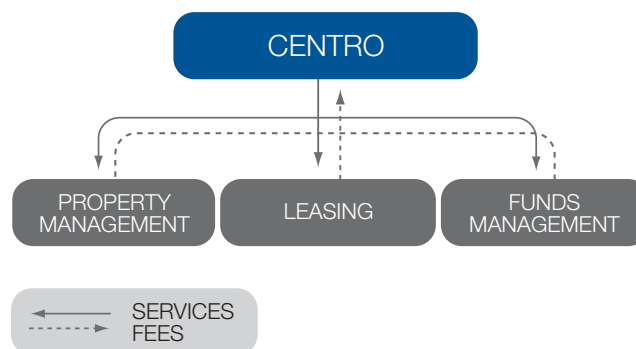 CENTRO
PROPERTY
MANAGEMENT
LEASING
FUNDS
MANAGEMENT
SERVICES
FEES